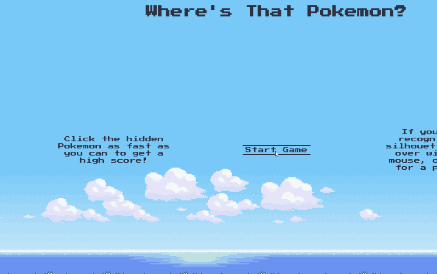 Where's That Pokemon?
Click the hidden
Pokemon as fast as
you can to get a
high score!
Start Game
If you
recogn
silhouet
over wi
mouse, c
for a p